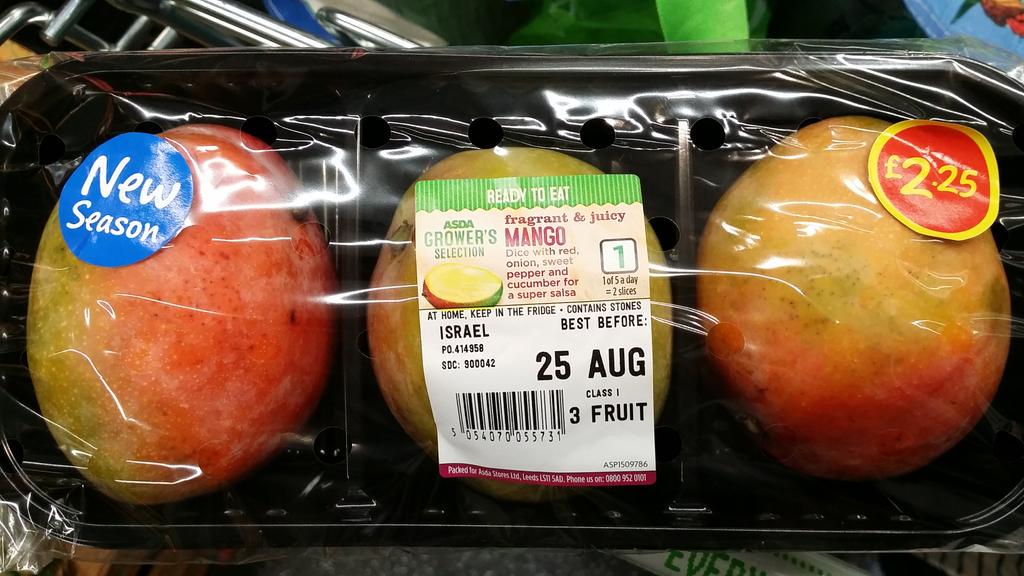 New
Season
READY TO EAT
ASDA
GROWER'S
SELECTION
fragrant & juicy
MANGO
Dice with red,
onion, sweet
pepper and
cucumber for
a super salsa
1
1 of 5 a day
= 2 slices
AT HOME, KEEP IN THE FRIDGE • CONTAINS STONES
ISRAEL
PO.414958
SDC: 900042
BEST BEFORE:
25 AUG
CLASS I
3 FRUIT
5 054070 055731
ASP1509786
Packed for Asda Stores Ltd, Leeds LS11 5AD. Phone us on: 0800 952 0101
£2.25